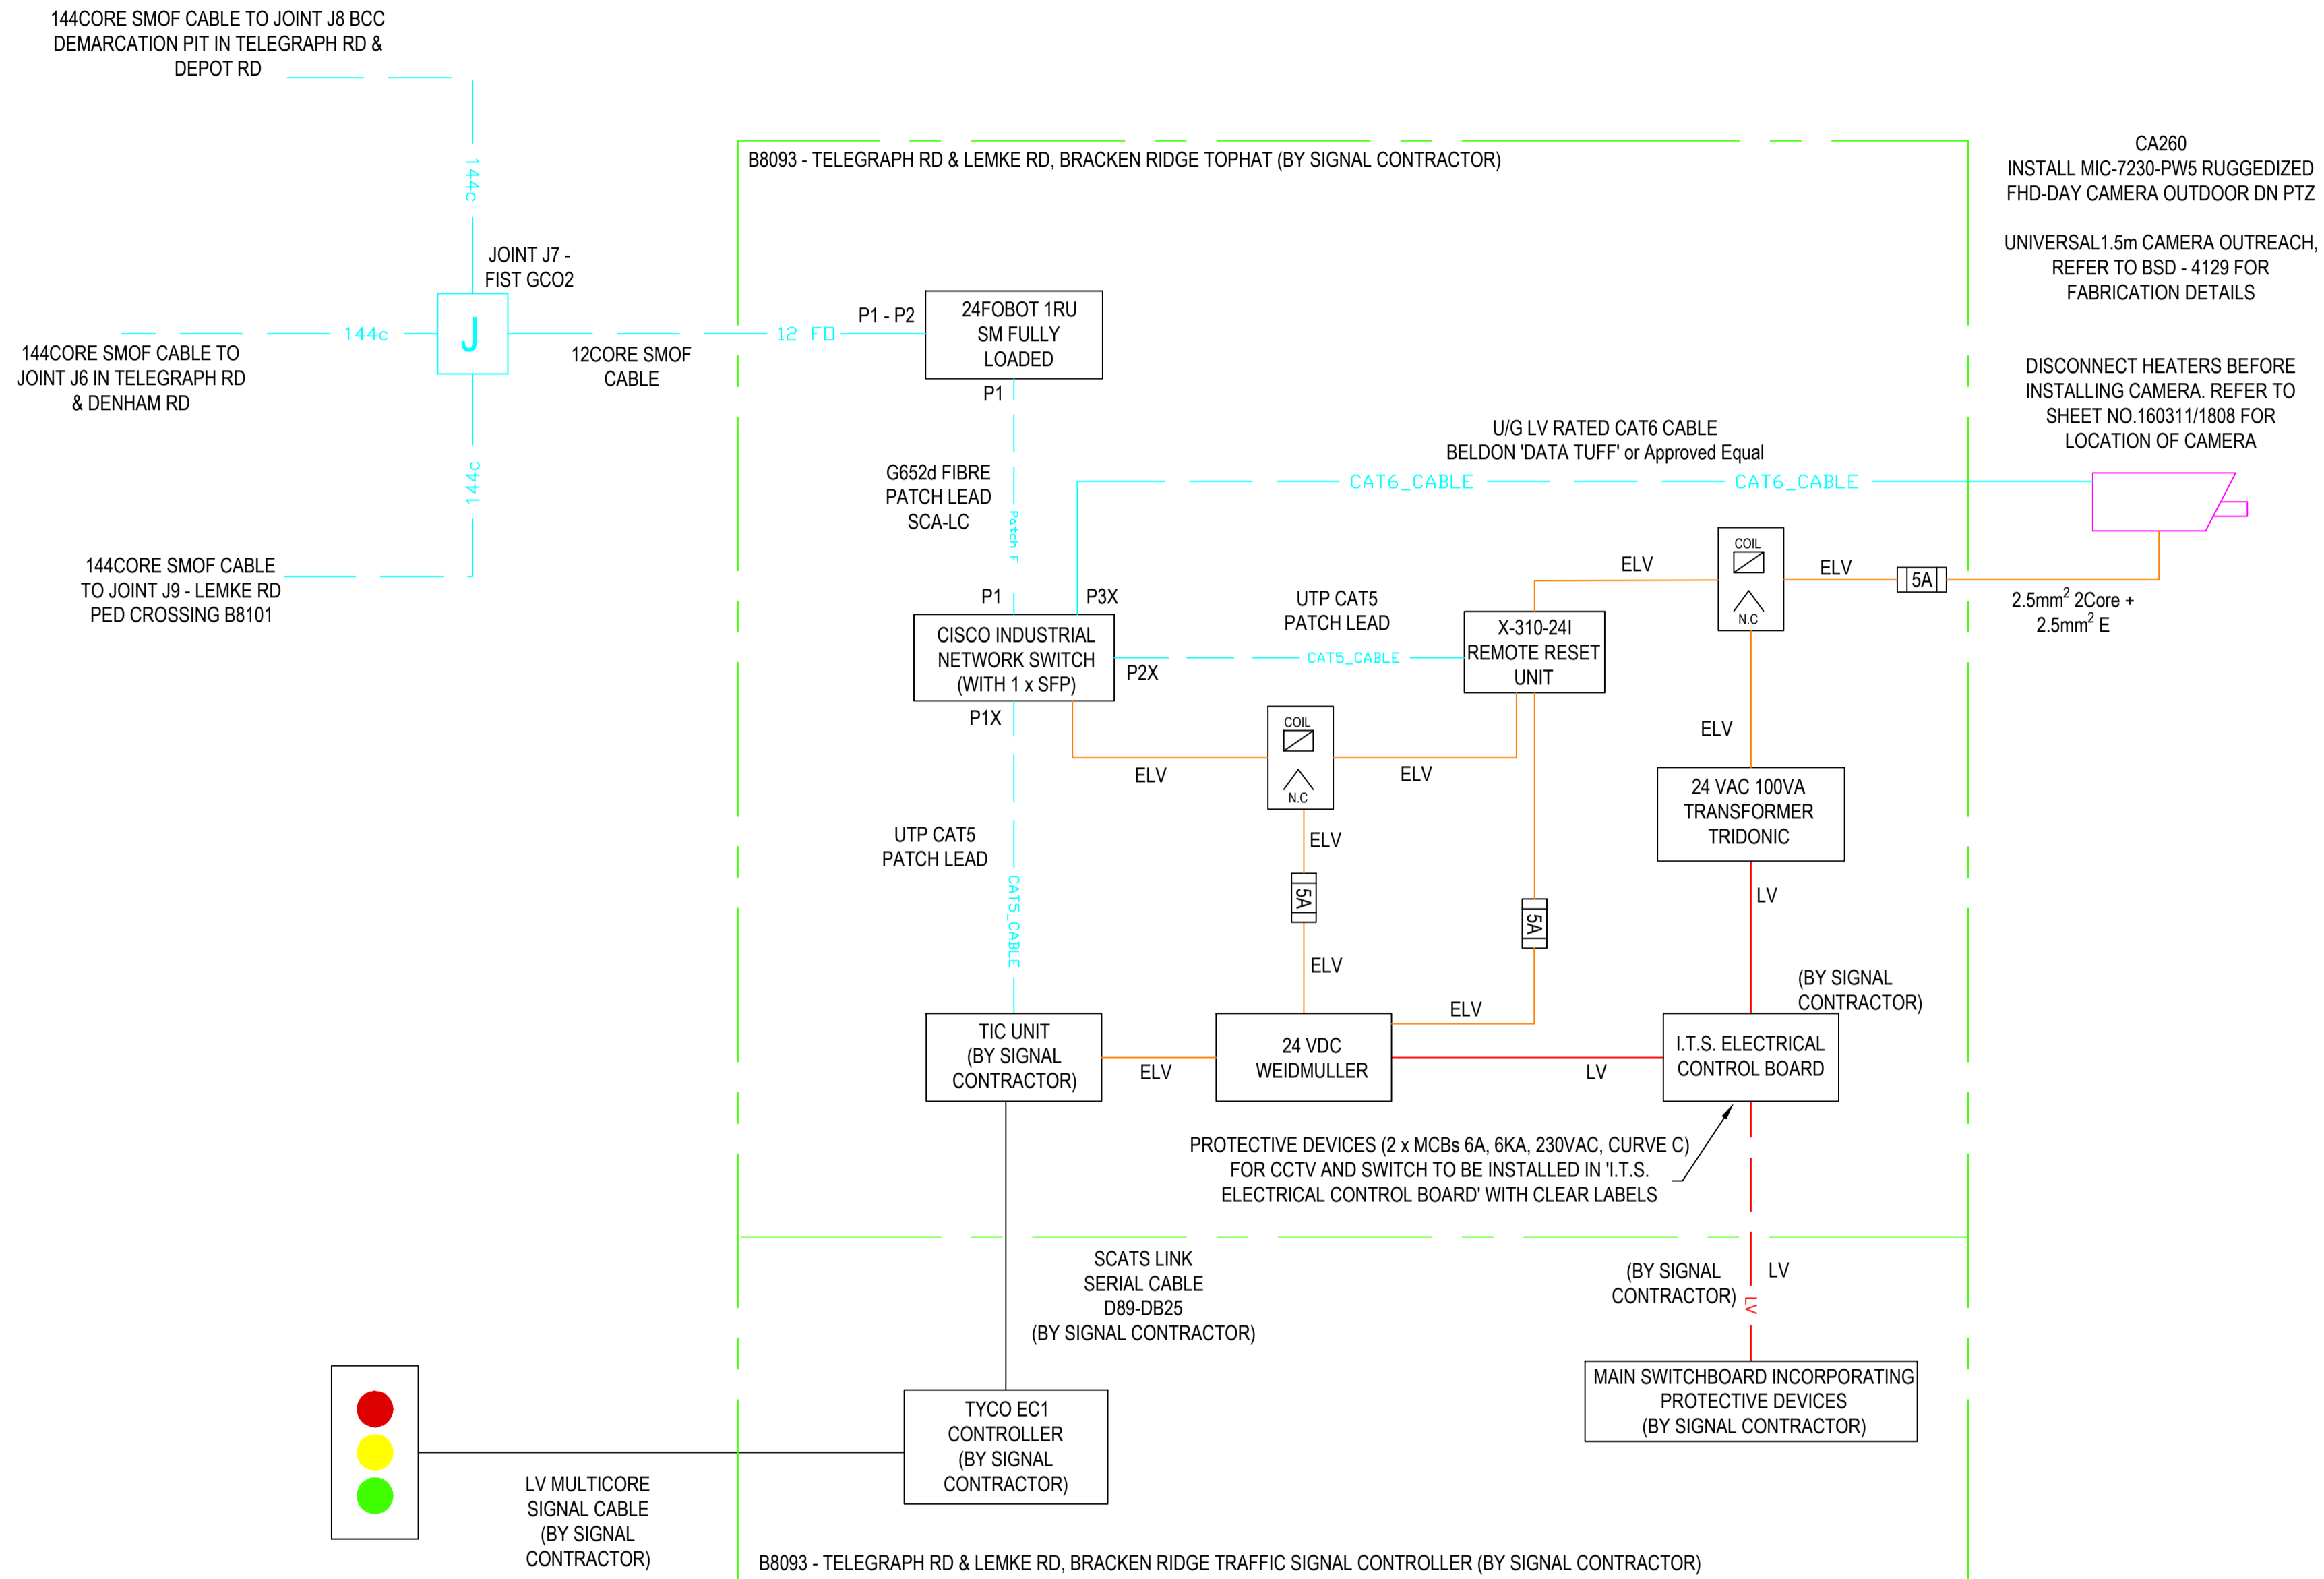 144CORE SMOF CABLE TO JOINT J8 BCC
DEMARCATION PIT IN TELEGRAPH RD &
DEPOT RD
144c
JOINT J7 -
FIST GCO2
J
144c
144CORE SMOF CABLE TO
JOINT J6 IN TELEGRAPH RD
& DENHAM RD
12CORE SMOF
CABLE
144c
144CORE SMOF CABLE
TO JOINT J9 - LEMKE RD
PED CROSSING B8101
B8093 - TELEGRAPH RD & LEMKE RD, BRACKEN RIDGE TOPHAT (BY SIGNAL CONTRACTOR)
12 FO
P1 - P2
24FOBOT 1RU
SM FULLY
LOADED
P1
G652d FIBRE
PATCH LEAD
SCA-LC
Patch F
P1
P3X
U/G LV RATED CAT6 CABLE
BELDON 'DATA TUFF' or Approved Equal
CAT6_CABLE
CAT6_CABLE
CA260
INSTALL MIC-7230-PW5 RUGGEDIZED
FHD-DAY CAMERA OUTDOOR DN PTZ
UNIVERSAL1.5m CAMERA OUTREACH,
REFER TO BSD - 4129 FOR
FABRICATION DETAILS
DISCONNECT HEATERS BEFORE
INSTALLING CAMERA. REFER TO
SHEET NO.160311/1808 FOR
LOCATION OF CAMERA
CISCO INDUSTRIAL
NETWORK SWITCH
(WITH 1 x SFP)
P2X
P1X
UTP CAT5
PATCH LEAD
CAT5_CABLE
X-310-24I
REMOTE RESET
UNIT
ELV
COIL
N.C
ELV
5A
2.5mm² 2Core +
2.5mm² E
ELV
COIL
N.C
ELV
ELV
24 VAC 100VA
TRANSFORMER
TRIDONIC
UTP CAT5
PATCH LEAD
CAT5_CABLE
ELV
5A
ELV
5A
ELV
LV
(BY SIGNAL
CONTRACTOR)
TIC UNIT
(BY SIGNAL
CONTRACTOR)
ELV
24 VDC
WEIDMULLER
LV
I.T.S. ELECTRICAL
CONTROL BOARD
PROTECTIVE DEVICES (2 x MCBs 6A, 6KA, 230VAC, CURVE C)
FOR CCTV AND SWITCH TO BE INSTALLED IN 'I.T.S.
ELECTRICAL CONTROL BOARD' WITH CLEAR LABELS
SCATS LINK
SERIAL CABLE
D89-DB25
(BY SIGNAL CONTRACTOR)
(BY SIGNAL
CONTRACTOR)
LV
LV
MAIN SWITCHBOARD INCORPORATING
PROTECTIVE DEVICES
(BY SIGNAL CONTRACTOR)
TYCO EC1
CONTROLLER
(BY SIGNAL
CONTRACTOR)
LV MULTICORE
SIGNAL CABLE
(BY SIGNAL
CONTRACTOR)
B8093 - TELEGRAPH RD & LEMKE RD, BRACKEN RIDGE TRAFFIC SIGNAL CONTROLLER (BY SIGNAL CONTRACTOR)